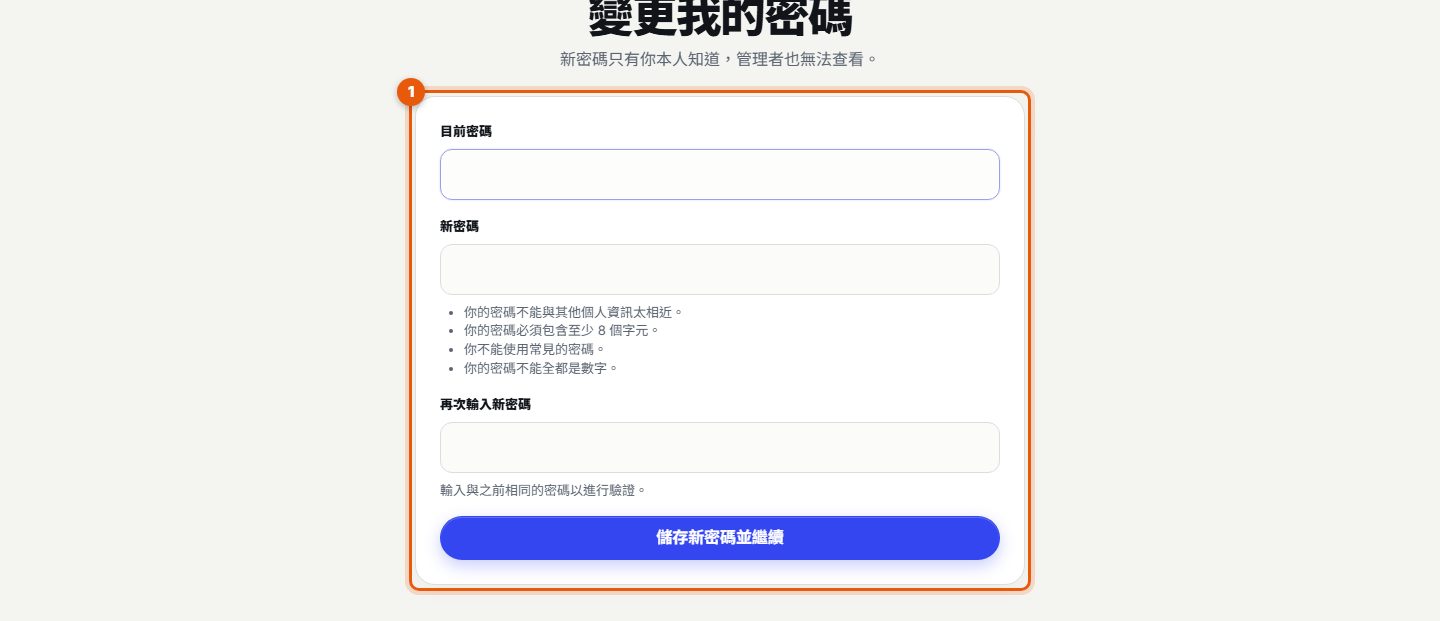 變更我的密碼
新密碼只有你本人知道，管理者也無法查看。
1
目前密碼
新密碼
• 你的密碼不能與其他個人資訊太相近。
• 你的密碼必須包含至少 8 個字元。
• 你不能使用常見的密碼。
• 你的密碼不能全都是數字。
再次輸入新密碼
輸入與之前相同的密碼以進行驗證。
儲存新密碼並繼續